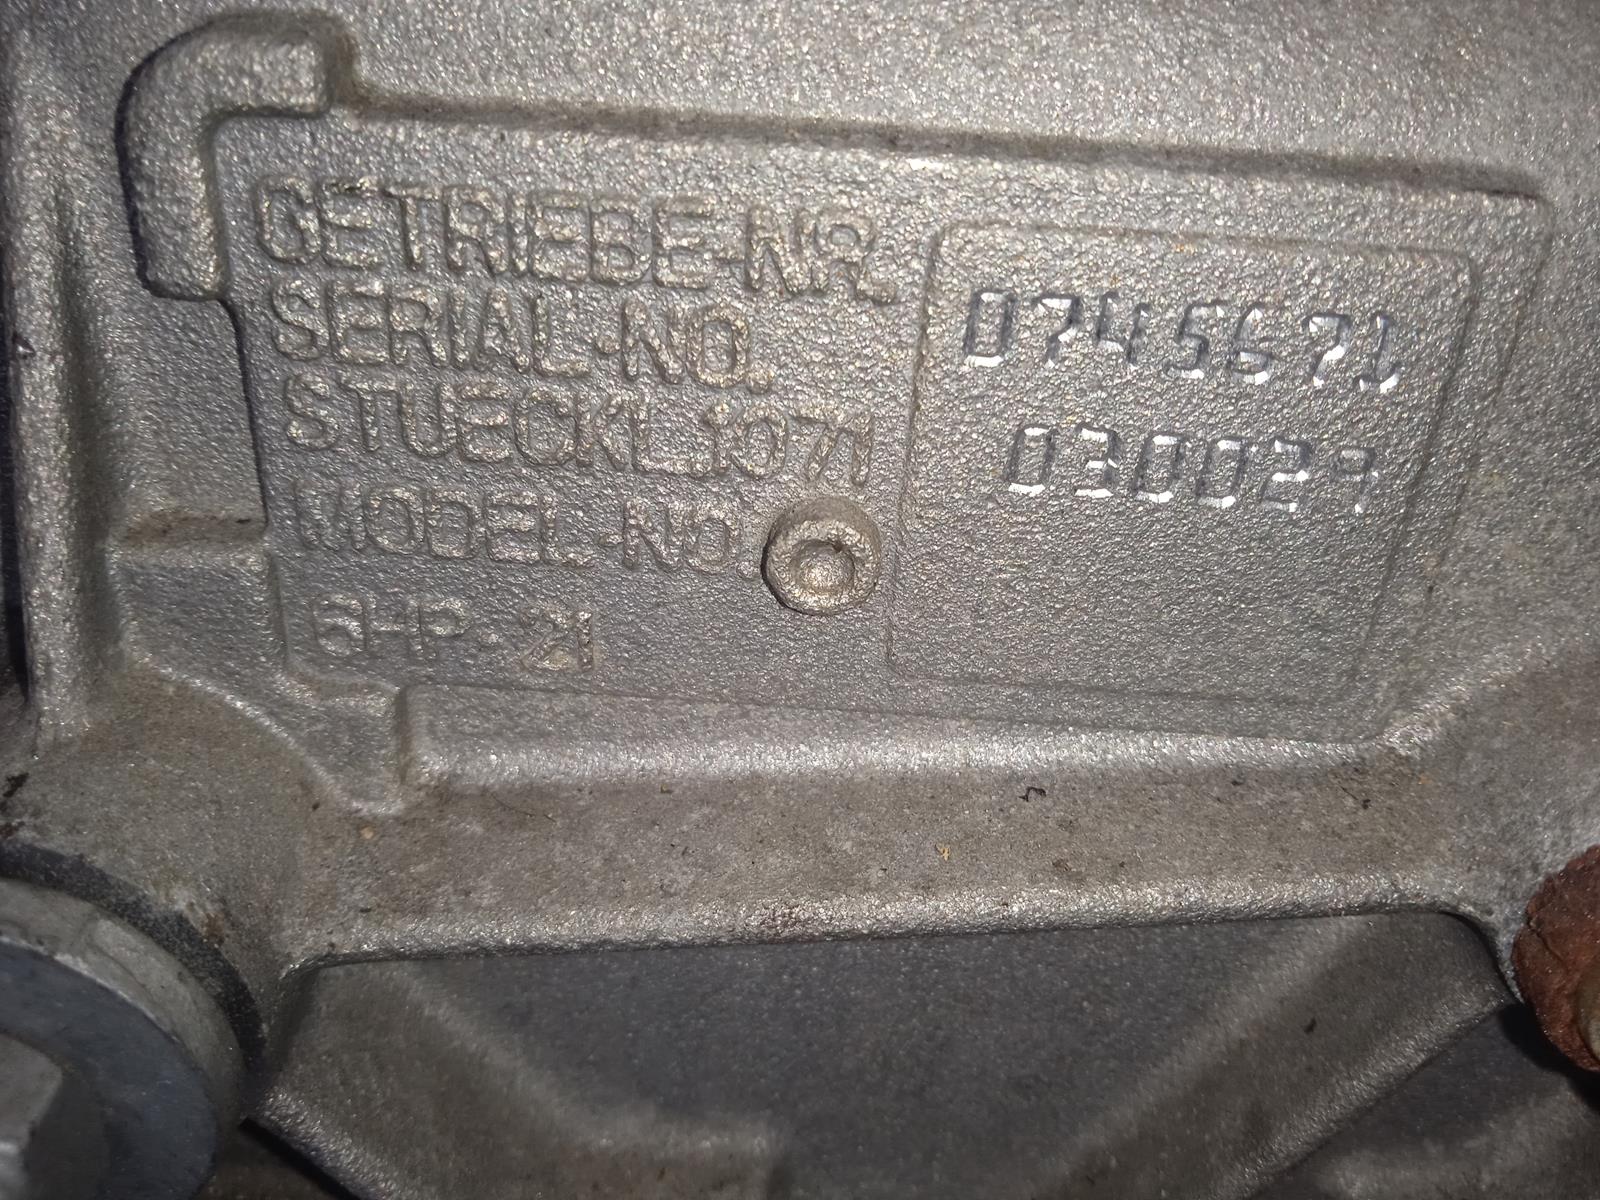 GETRIEBE-NR.
SERIAL-NO. 0745671
STUECKL.1071
MODEL-NO. 030029
6HP-21